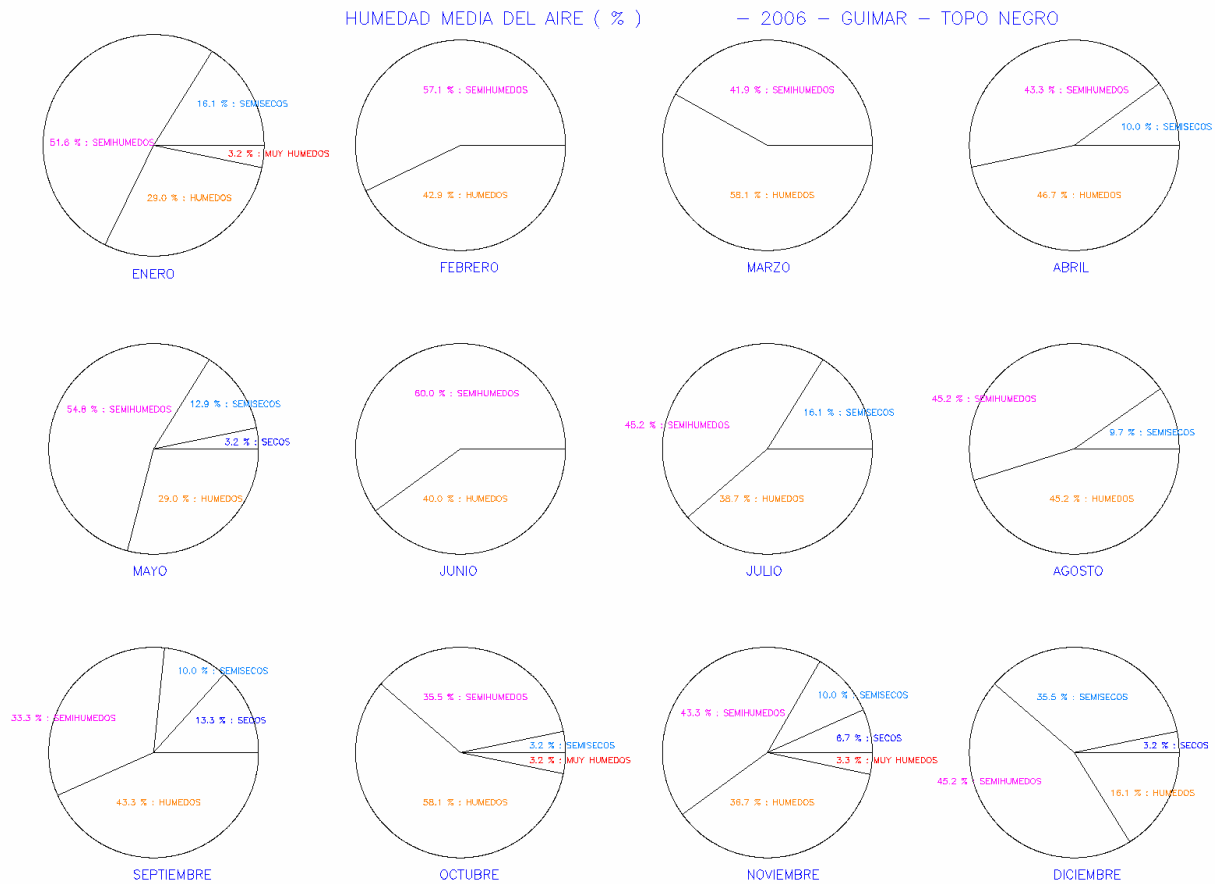 HUMEDAD MEDIA DEL AIRE ( % ) - 2006 - GUIMAR - TOPO NEGRO
16.1 % : SEMISECOS
51.6 % : SEMIHUMEDOS
3.2 % : MUY HUMEDOS
29.0 % : HUMEDOS
ENERO
57.1 % : SEMIHUMEDOS
42.9 % : HUMEDOS
FEBRERO
41.9 % : SEMIHUMEDOS
58.1 % : HUMEDOS
MARZO
43.3 % : SEMIHUMEDOS
10.0 % : SEMISECOS
46.7 % : HUMEDOS
ABRIL
54.8 % : SEMIHUMEDOS
12.9 % : SEMISECOS
3.2 % : SECOS
29.0 % : HUMEDOS
MAYO
60.0 % : SEMIHUMEDOS
40.0 % : HUMEDOS
JUNIO
16.1 % : SEMISECOS
45.2 % : SEMIHUMEDOS
38.7 % : HUMEDOS
JULIO
45.2 % : SEMIHUMEDOS
9.7 % : SEMISECOS
45.2 % : HUMEDOS
AGOSTO
10.0 % : SEMISECOS
33.3 % : SEMIHUMEDOS
13.3 % : SECOS
43.3 % : HUMEDOS
SEPTIEMBRE
35.5 % : SEMIHUMEDOS
3.2 % : SEMISECOS
3.2 % : MUY HUMEDOS
58.1 % : HUMEDOS
OCTUBRE
10.0 % : SEMISECOS
43.3 % : SEMIHUMEDOS
6.7 % : SECOS
3.3 % : MUY HUMEDOS
36.7 % : HUMEDOS
NOVIEMBRE
35.5 % : SEMISECOS
3.2 % : SECOS
45.2 % : SEMIHUMEDOS
16.1 % : HUMEDOS
DICIEMBRE